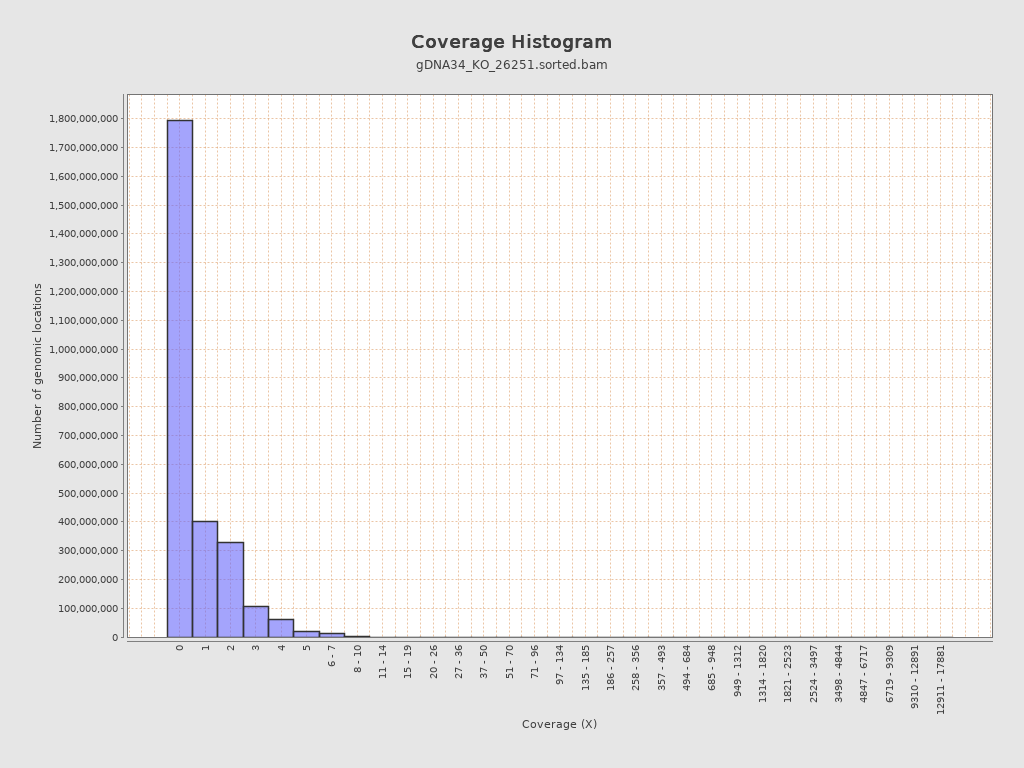 Coverage Histogram
gDNA34_KO_26251.sorted.bam
Number of genomic locations
1,800,000,000
1,700,000,000
1,600,000,000
1,500,000,000
1,400,000,000
1,300,000,000
1,200,000,000
1,100,000,000
1,000,000,000
900,000,000
800,000,000
700,000,000
600,000,000
500,000,000
400,000,000
300,000,000
200,000,000
100,000,000
0
0
1
2
3
4
5
6 - 7
8 - 10
11 - 14
15 - 19
20 - 26
27 - 36
37 - 50
51 - 70
71 - 96
97 - 134
135 - 185
186 - 257
258 - 356
357 - 493
494 - 684
685 - 948
949 - 1312
1314 - 1820
1821 - 2523
2524 - 3497
3498 - 4844
4847 - 6717
6719 - 9309
9310 - 12891
12911 - 17881
Coverage (X)